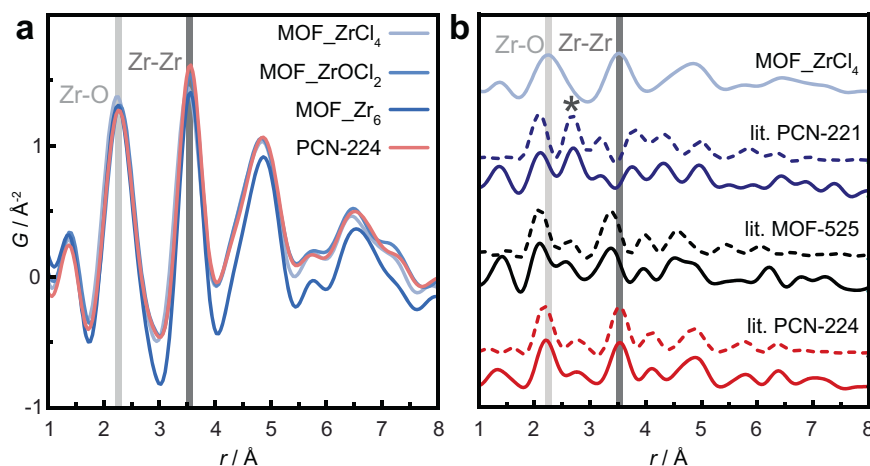 a
MOF_ZrCl4
Zr-Zr
MOF_ZrOCl2
Zr-O
MOF_Zr6
PCN-224
1
0
-1
G / Å-2
1 2 3 4 5 6 7 8
r / Å
b
Zr-O Zr-Zr
MOF_ZrCl4
*
lit. PCN-221
lit. MOF-525
lit. PCN-224
1 2 3 4 5 6 7 8
r / Å